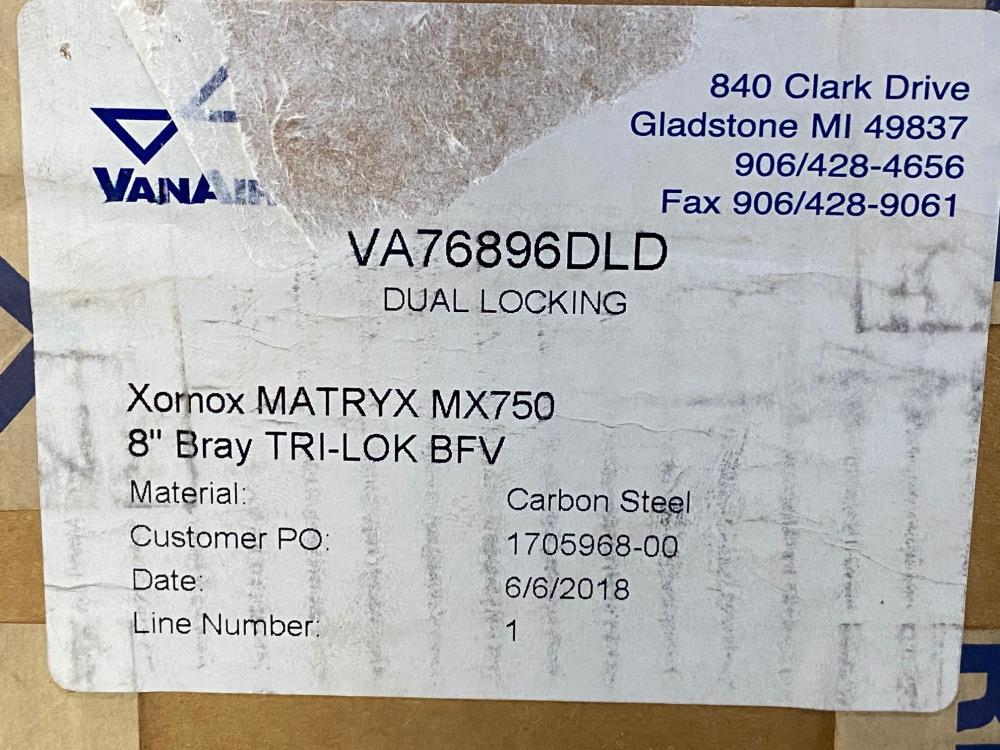 VANAIR
840 Clark Drive
Gladstone MI 49837
906/428-4656
Fax 906/428-9061
VA76896DLD
DUAL LOCKING
Xomox MATRYX MX750
8" Bray TRI-LOK BFV
Material: Carbon Steel
Customer PO: 1705968-00
Date: 6/6/2018
Line Number: 1